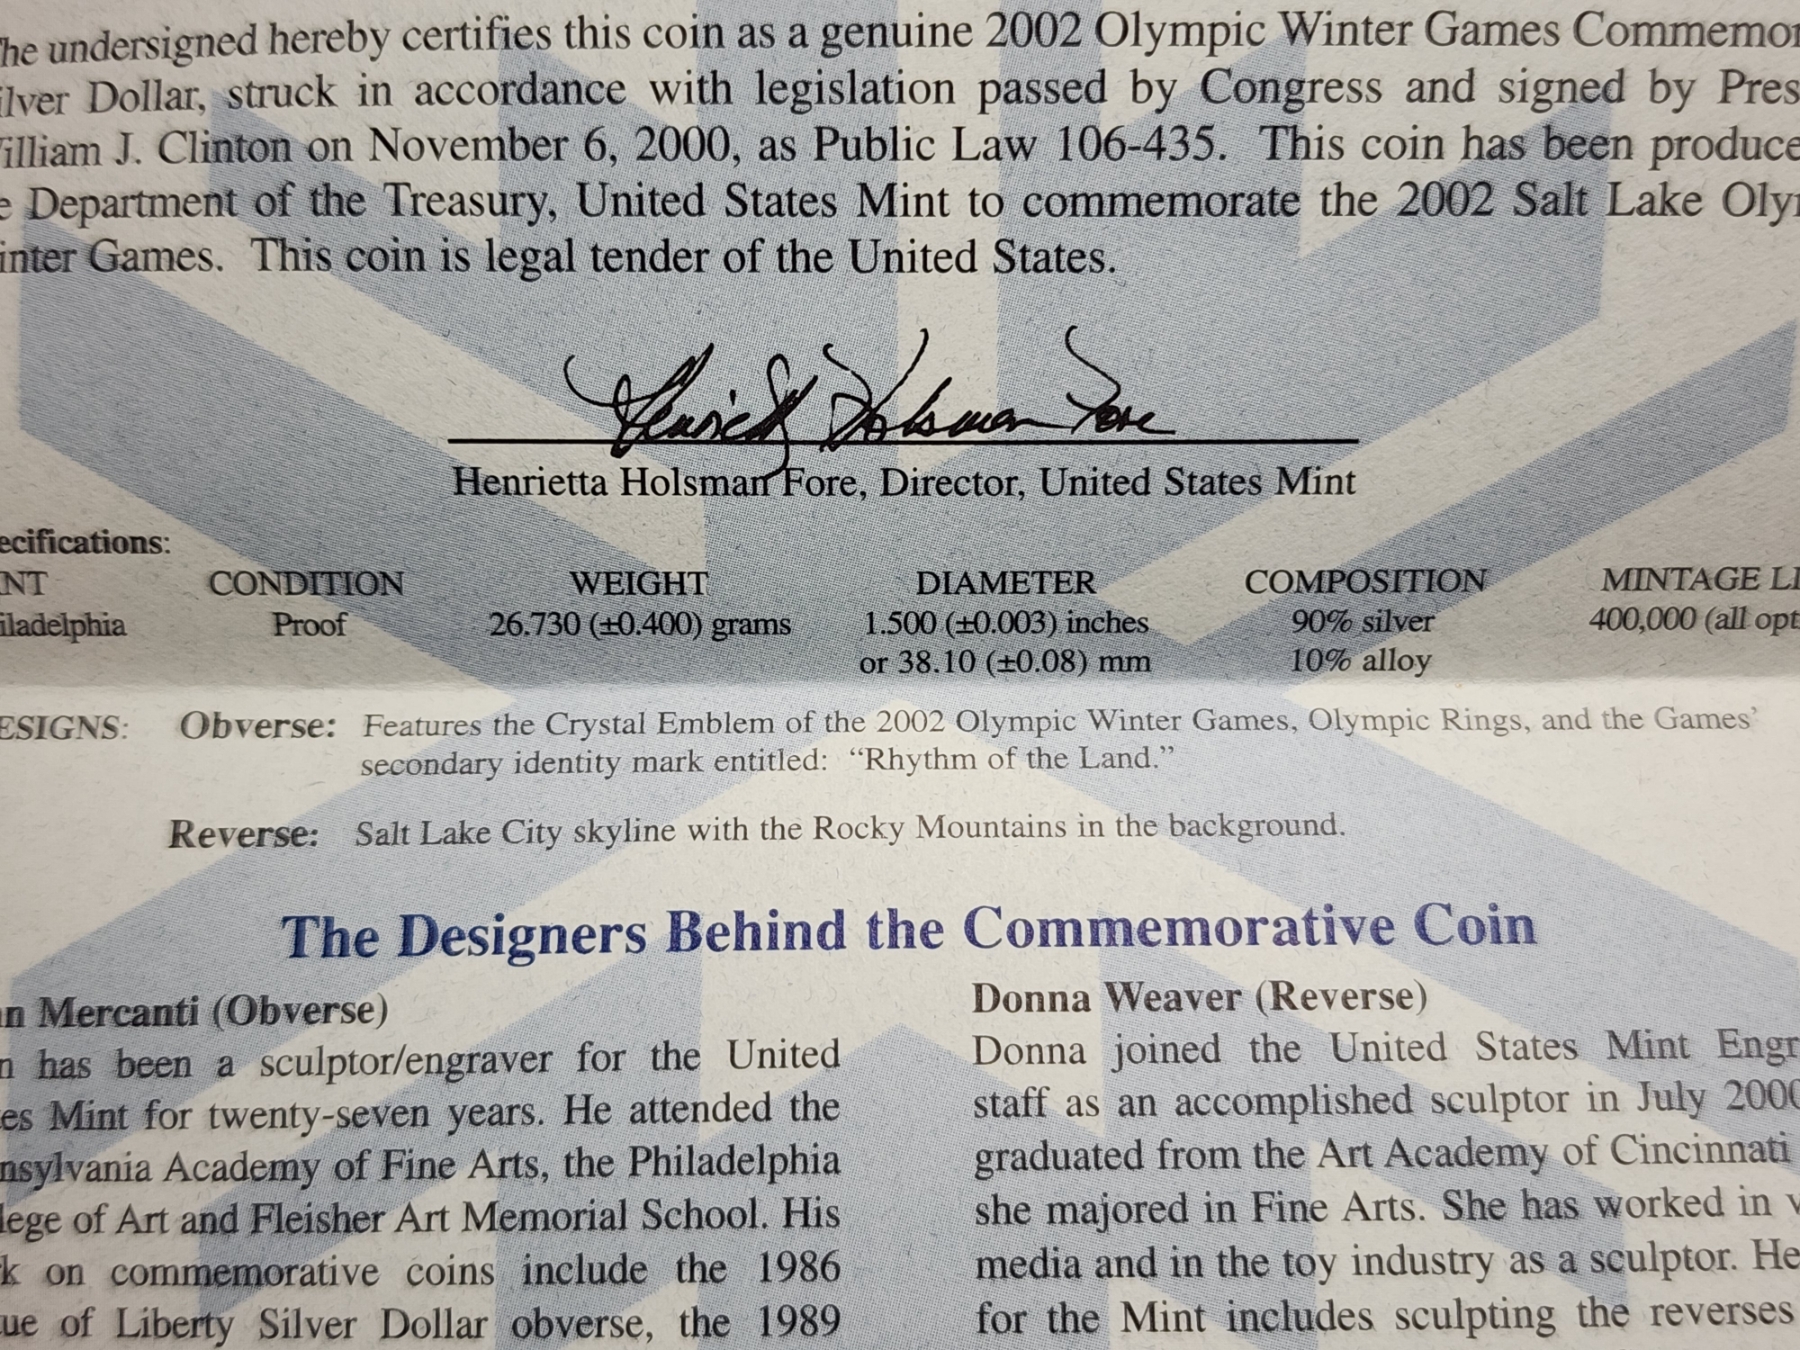 he undersigned hereby certifies this coin as a genuine 2002 Olympic Winter Games Commemor
ilver Dollar, struck in accordance with legislation passed by Congress and signed by Pres
illiam J. Clinton on November 6, 2000, as Public Law 106-435. This coin has been produce
e Department of the Treasury, United States Mint to commemorate the 2002 Salt Lake Oly
inter Games. This coin is legal tender of the United States.
Henrietta Holsman Fore
Henrietta Holsman Fore, Director, United States Mint
ecifications:
NT CONDITION WEIGHT DIAMETER COMPOSITION MINTAGE LI
iladelphia Proof 26.730 (±0.400) grams 1.500 (±0.003) inches 90% silver 400,000 (all opt
or 38.10 (±0.08) mm 10% alloy
ESIGNS: Obverse: Features the Crystal Emblem of the 2002 Olympic Winter Games, Olympic Rings, and the Games'
secondary identity mark entitled: “Rhythm of the Land.”
Reverse: Salt Lake City skyline with the Rocky Mountains in the background.
The Designers Behind the Commemorative Coin
n Mercanti (Obverse)
n has been a sculptor/engraver for the United
es Mint for twenty-seven years. He attended the
nsylvania Academy of Fine Arts, the Philadelphia
lege of Art and Fleisher Art Memorial School. His
k on commemorative coins include the 1986
ue of Liberty Silver Dollar obverse, the 1989
Donna Weaver (Reverse)
Donna joined the United States Mint Engr
staff as an accomplished sculptor in July 2000
graduated from the Art Academy of Cincinnati
she majored in Fine Arts. She has worked in v
media and in the toy industry as a sculptor. He
for the Mint includes sculpting the reverses